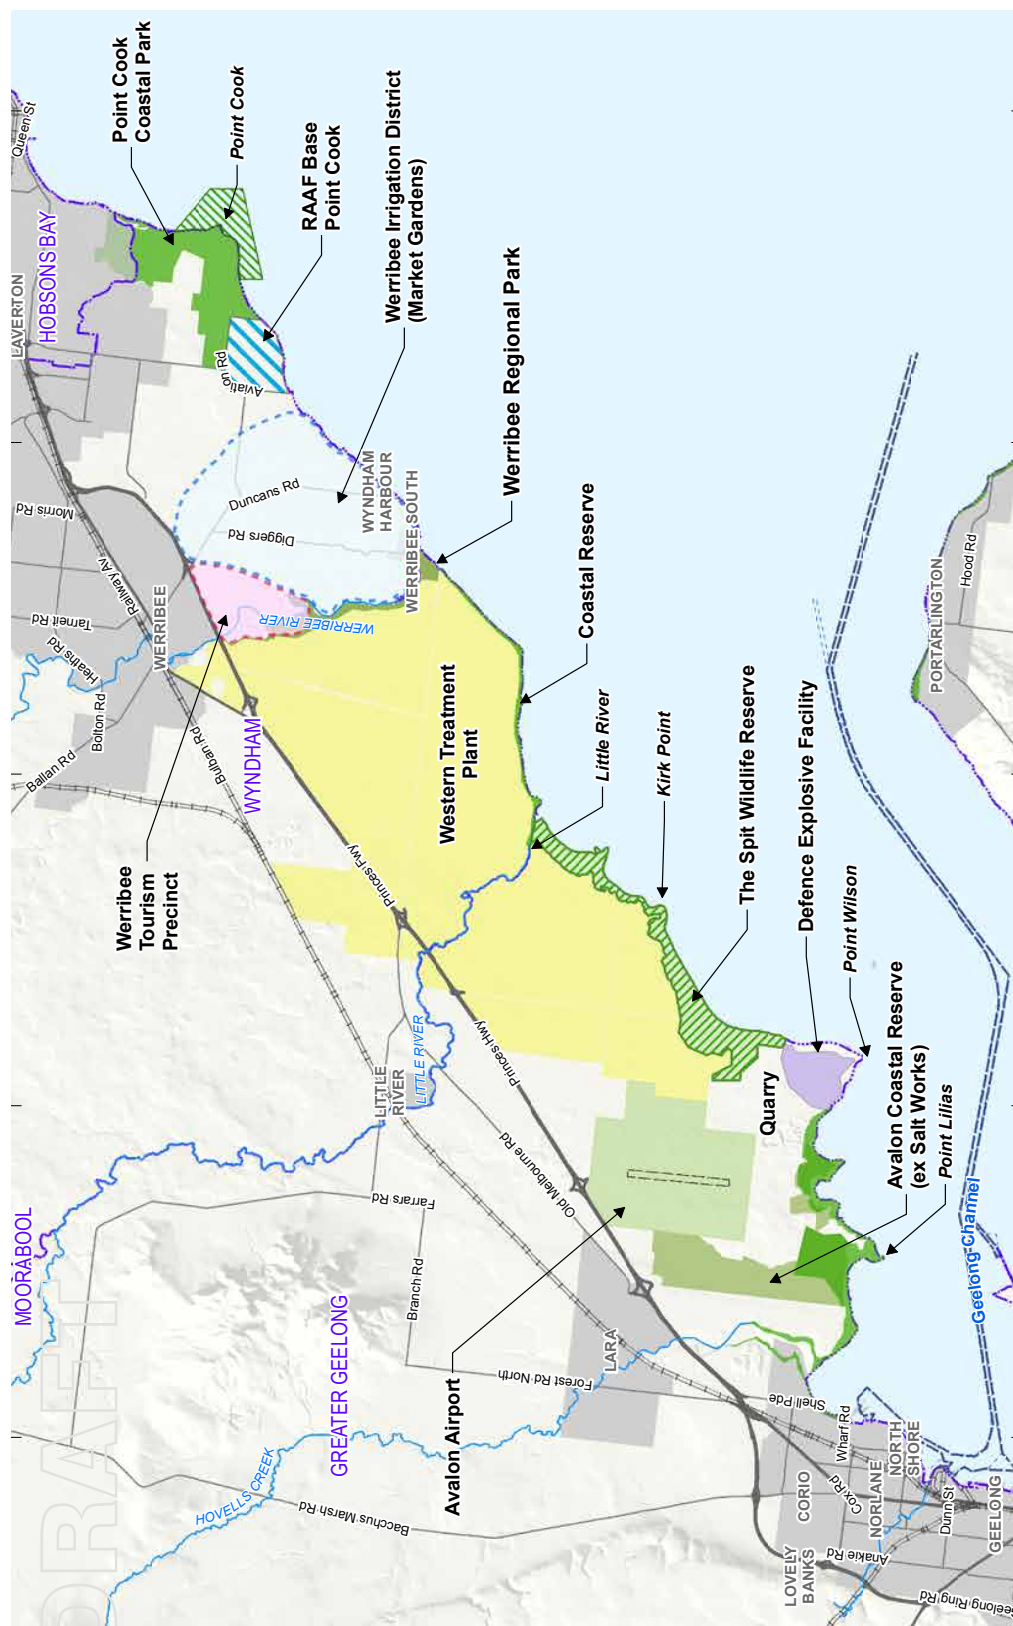 DRAFT
MOORABOOL
GREATER GEELONG
HOVELLS CREEK
Bacchus Marsh Rd
Avalon Airport
Branch Rd
Farrars Rd
Forest Rd North
LARA
LOVELY
BANKS
CORIO
NORLANE
NORTH
SHORE
GEELONG
Geelong Ring Rd
Anakie Rd
Cox Rd
Dunn St
Wharf Rd
Shell Pde
Old Melbourne Rd
Princes Hwy
LITTLE
RIVER
LITTLE RIVER
Werribee
Tourism
Precinct
WYNDHAM
Princes Fwy
Bulban Rd
Ballan Rd
Bolton Rd
Heaths Rd
Tarneit Rd
Railway Av
Morris Rd
WERRIBEE
WERRIBEE RIVER
Western Treatment
Plant
Diggers Rd
Duncans Rd
WYNDHAM
HARBOUR
WERRIBEE SOUTH
LAVERTON
HOBSONS BAY
Queen St
Aviation Rd
Point Cook
Coastal Park
Point Cook
RAAF Base
Point Cook
Werribee Irrigation District
(Market Gardens)
Werribee Regional Park
Coastal Reserve
Little River
Kirk Point
The Spit Wildlife Reserve
Defence Explosive Facility
Point Wilson
Quarry
Avalon Coastal Reserve
(ex Salt Works)
Point Lilias
Geelong Channel
PORTARLINGTON
Hood Rd